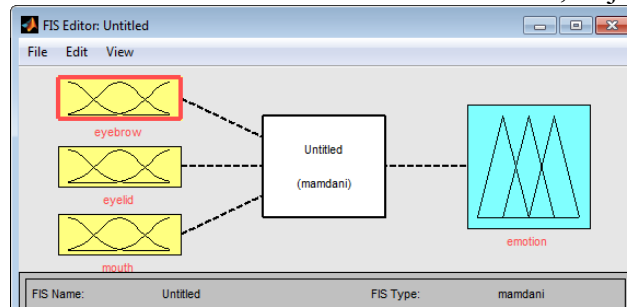 FIS Editor: Untitled
File Edit View
eyebrow
eyelid
mouth
Untitled
(mamdani)
emotion
FIS Name: Untitled FIS Type: mamdani